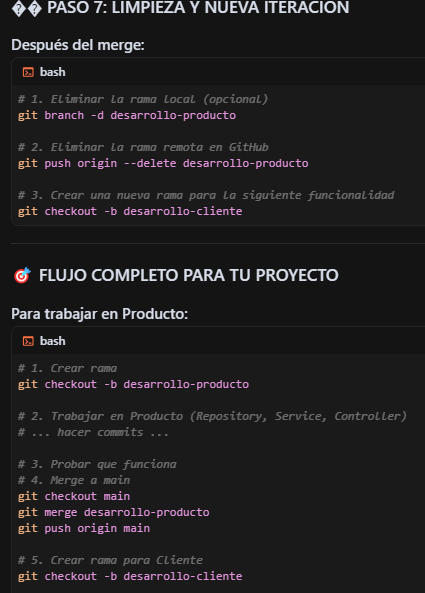 �� PASO 7: LIMPIEZA Y NUEVA ITERACIÓN
Después del merge:
bash
# 1. Eliminar la rama local (opcional)
git branch -d desarrollo-producto
# 2. Eliminar la rama remota en GitHub
git push origin --delete desarrollo-producto
# 3. Crear una nueva rama para la siguiente funcionalidad
git checkout -b desarrollo-cliente
🎯 FLUJO COMPLETO PARA TU PROYECTO
Para trabajar en Producto:
bash
# 1. Crear rama
git checkout -b desarrollo-producto
# 2. Trabajar en Producto (Repository, Service, Controller)
# ... hacer commits ...
# 3. Probar que funciona
# 4. Merge a main
git checkout main
git merge desarrollo-producto
git push origin main
# 5. Crear rama para Cliente
git checkout -b desarrollo-cliente